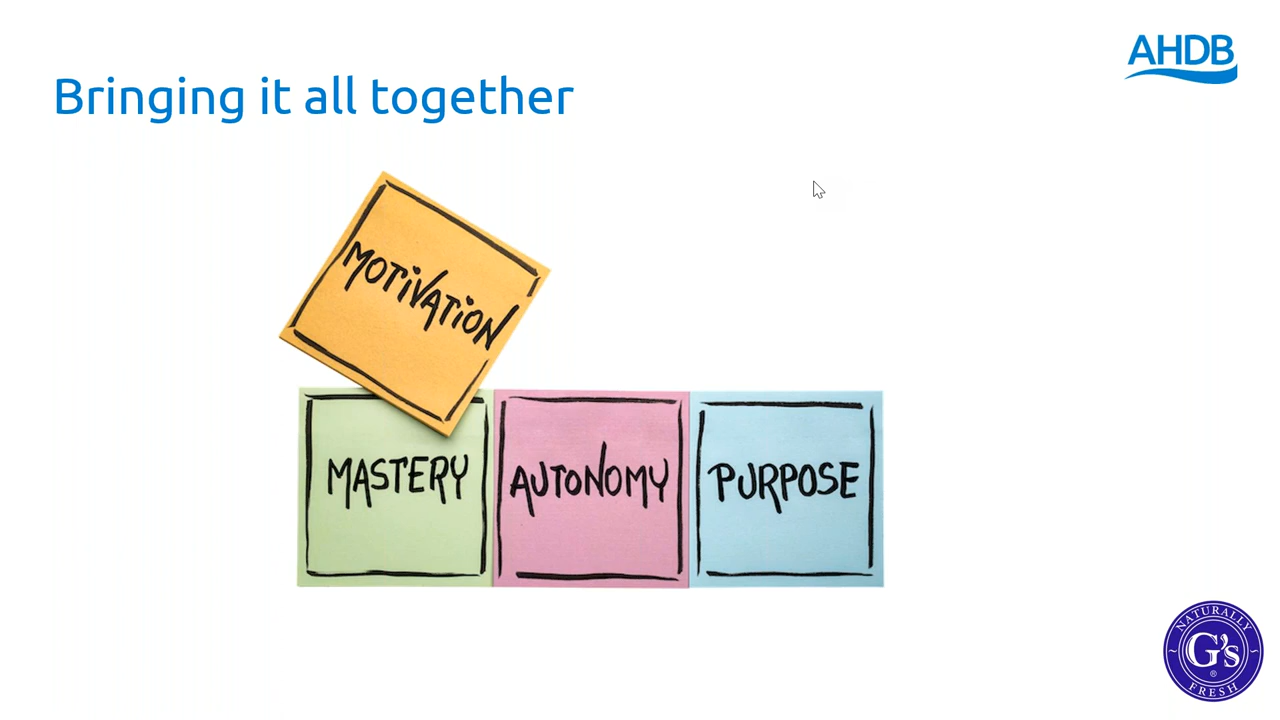 AHDB
Bringing it all together
MOTIVATION
MASTERY
AUTONOMY
PURPOSE
NATURALLY
G's
®
FRESH